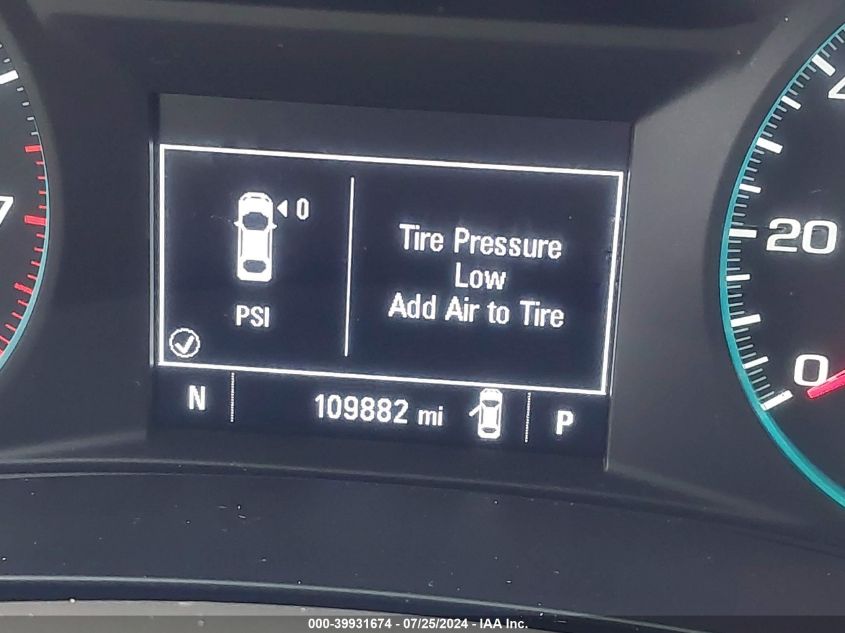 0
PSI
Tire Pressure
Low
Add Air to Tire
N
109882 mi
P
7
20
0
000-39931674 - 07/25/2024 - IAA Inc.